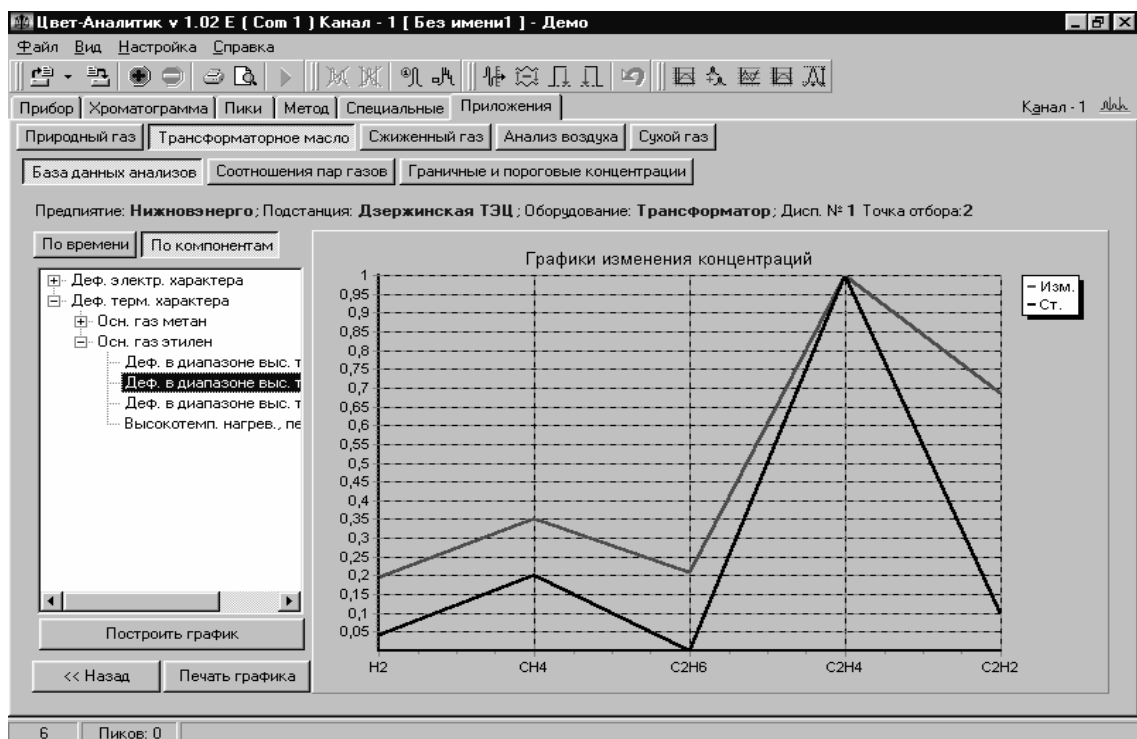 Цвет-Аналитик v 1.02 E ( Com 1 ) Канал - 1 [ Без имени1 ] - Демо
Файл Вид Настройка Справка
Прибор Хроматограмма Пики Метод Специальные Приложения Канал - 1
Природный газ Трансформаторное масло Сжиженный газ Анализ воздуха Сухой газ
База данных анализов Соотношения пар газов Граничные и пороговые концентрации
Предпиятие: Нижновэнерго; Подстанция: Дзержинская ТЭЦ; Оборудование: Трансформатор; Дисп. № 1 Точка отбора:2
По времени По компонентам
Деф. электр. характера
Деф. терм. характера
Осн. газ метан
Осн. газ этилен
Деф. в диапазоне выс. т
Деф. в диапазоне выс. т
Деф. в диапазоне выс. т
Высокотемп. нагрев., пе
Построить график
<< Назад Печать графика
Графики изменения концентраций
1
0,95
0,9
0,85
0,8
0,75
0,7
0,65
0,6
0,55
0,5
0,45
0,4
0,35
0,3
0,25
0,2
0,15
0,1
0,05
H2 CH4 C2H6 C2H4 C2H2
Изм.
Ст.
6 Пиков: 0